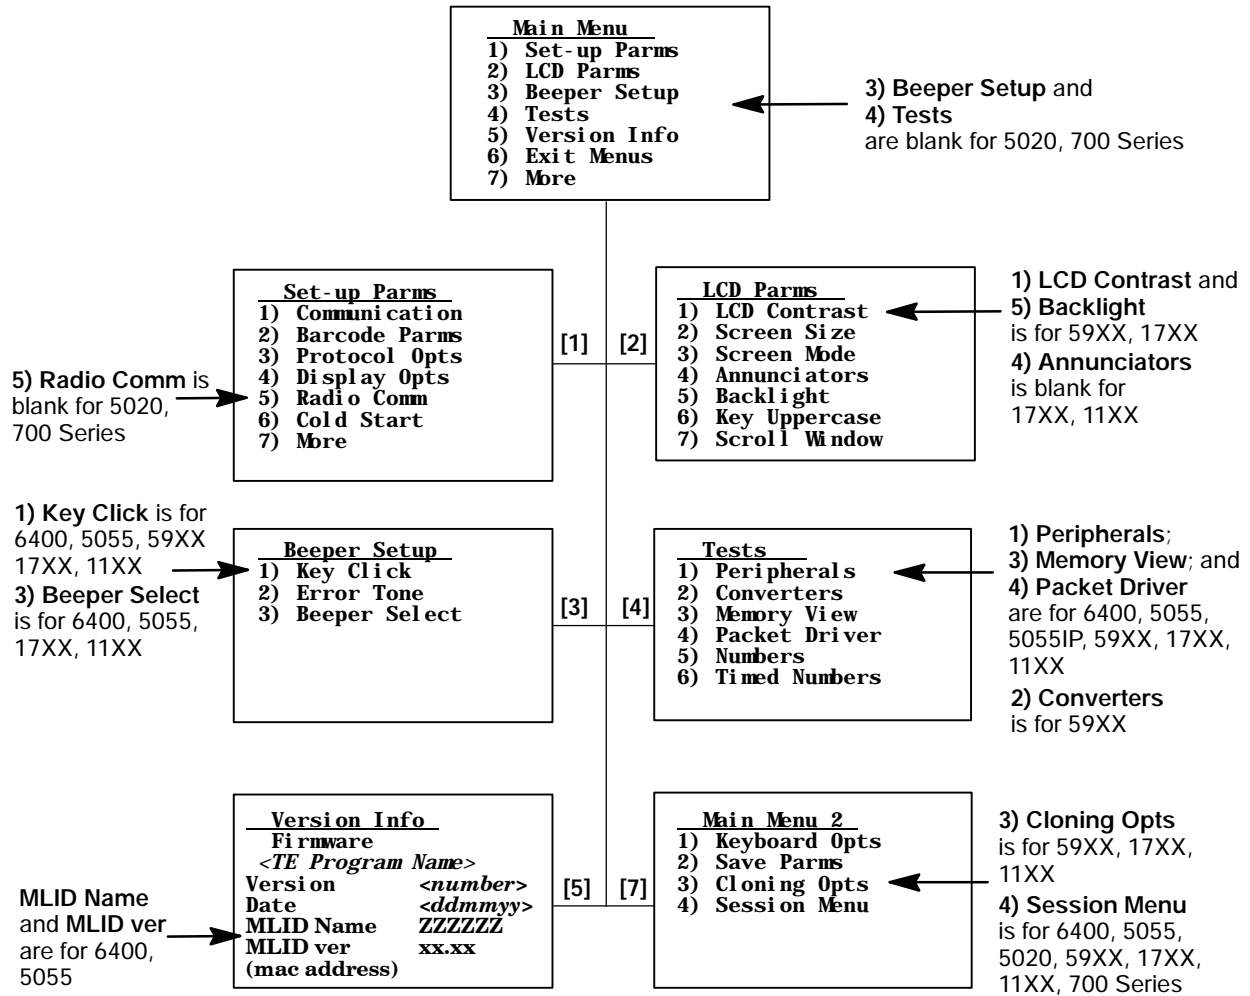 Main Menu
1) Set-up Parms
2) LCD Parms
3) Beeper Setup
4) Tests
5) Version Info
6) Exit Menus
7) More
3) Beeper Setup and
4) Tests
are blank for 5020, 700 Series
Set-up Parms
1) Communication
2) Barcode Parms
3) Protocol Opts
4) Display Opts
5) Radio Comm
6) Cold Start
7) More
5) Radio Comm is
blank for 5020,
700 Series
[1]
[2]
LCD Parms
1) LCD Contrast
2) Screen Size
3) Screen Mode
4) Annunciators
5) Backlight
6) Key Uppercase
7) Scroll Window
1) LCD Contrast and
5) Backlight
is for 59XX, 17XX
4) Annunciators
is blank for
17XX, 11XX
1) Key Click is for
6400, 5055, 59XX
17XX, 11XX
3) Beeper Select
is for 6400, 5055,
17XX, 11XX
Beeper Setup
1) Key Click
2) Error Tone
3) Beeper Select
[3]
[4]
Tests
1) Peripherals
2) Converters
3) Memory View
4) Packet Driver
5) Numbers
6) Timed Numbers
1) Peripherals;
3) Memory View; and
4) Packet Driver
are for 6400, 5055,
5055IP, 59XX, 17XX,
11XX
2) Converters
is for 59XX
MLID Name
and MLID ver
are for 6400,
5055
Version Info
Firmware
<TE Program Name>
Version <number>
Date <ddmmyy>
MLID Name ZZZZZZ
MLID ver xx.xx
(mac address)
[5]
[7]
Main Menu 2
1) Keyboard Opts
2) Save Parms
3) Cloning Opts
4) Session Menu
3) Cloning Opts
is for 59XX, 17XX,
11XX
4) Session Menu
is for 6400, 5055,
5020, 59XX, 17XX,
11XX, 700 Series